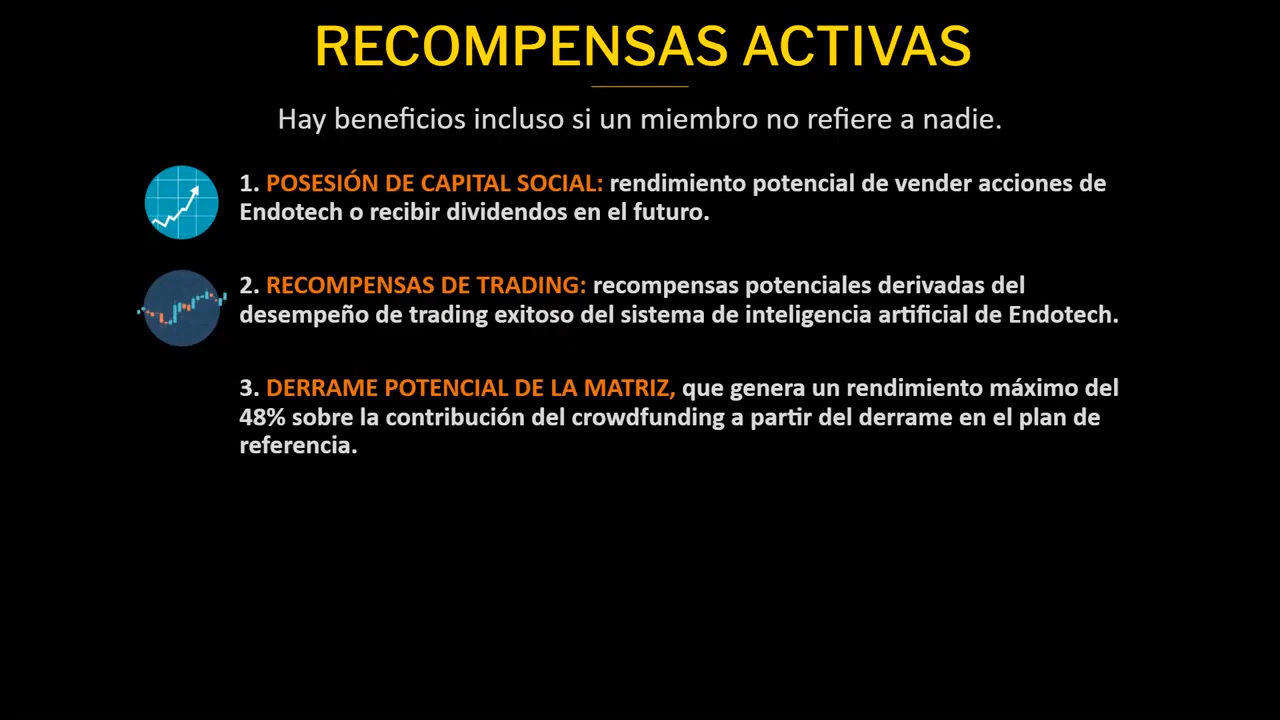 RECOMPENSAS ACTIVAS
Hay beneficios incluso si un miembro no refiere a nadie.
1. POSESIÓN DE CAPITAL SOCIAL: rendimiento potencial de vender acciones de
Endotech o recibir dividendos en el futuro.
2. RECOMPENSAS DE TRADING: recompensas potenciales derivadas del
desempeño de trading exitoso del sistema de inteligencia artificial de Endotech.
3. DERRAME POTENCIAL DE LA MATRIZ, que genera un rendimiento máximo del
48% sobre la contribución del crowdfunding a partir del derrame en el plan de
referencia.